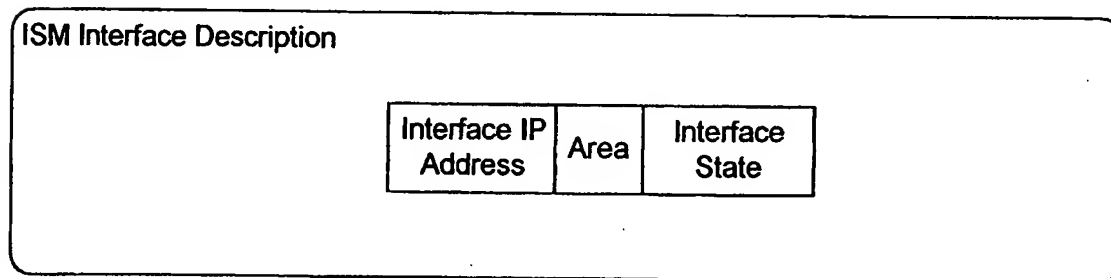 ISM Interface Description
Interface IP
Address
Area
Interface
State